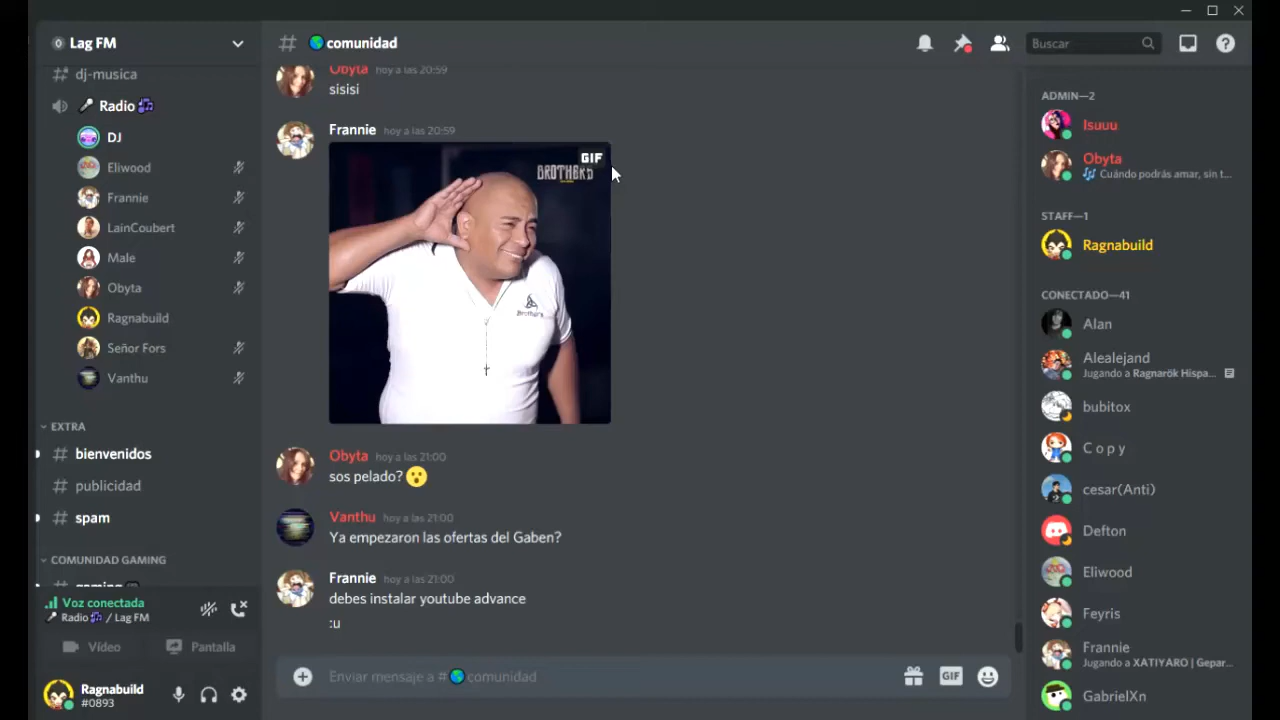 Lag FM
dj-musica
Radio
DJ
Eliwood
Frannie
LainCoubert
Male
Obyta
Ragnabuild
Señor Fors
Vanthu
EXTRA
bienvenidos
publicidad
spam
COMUNIDAD GAMING
gaming
Voz conectada
Radio / Lag FM
Vídeo
Pantalla
Ragnabuild
#0893
comunidad
Buscar
Obyta hoy a las 20:59
sisisi
Frannie hoy a las 20:59
GIF
BROTHERS
Brothers
Obyta hoy a las 21:00
sos pelado? 😮
Vanthu hoy a las 21:00
Ya empezaron las ofertas del Gaben?
Frannie hoy a las 21:00
debes instalar youtube advance
:u
Enviar mensaje a #🌎comunidad
GIF
ADMIN—2
Isuuu
Obyta
Cuándo podrás amar, sin t...
STAFF—1
Ragnabuild
CONECTADO—41
Alan
Alealejand
Jugando a Ragnarök Hispa...
bubitox
C o p y
cesar(Anti)
Defton
Eliwood
Feyris
Frannie
Jugando a XATIYARO | Gepar...
GabrielXn